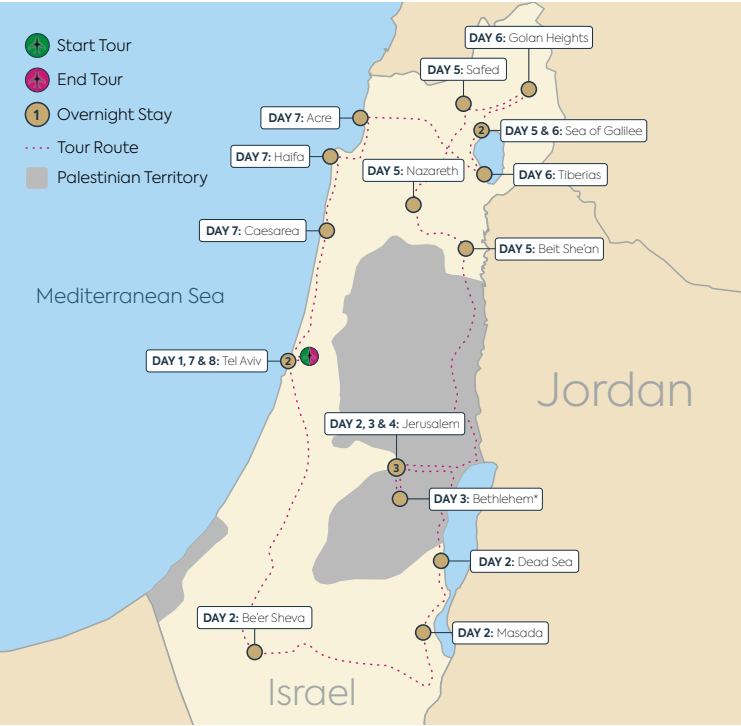 DAY 6: Golan Heights
Start Tour
DAY 5: Safed
End Tour
1 Overnight Stay
DAY 7: Acre
2
DAY 5 & 6: Sea of Galilee
Tour Route
DAY 7: Haifa
DAY 5: Nazareth
DAY 6: Tiberias
Palestinian Territory
DAY 7: Caesarea
DAY 5: Beit She'an
Mediterranean Sea
DAY 1, 7 & 8: Tel Aviv
2
Jordan
DAY 2, 3 & 4: Jerusalem
3
DAY 3: Bethlehem*
DAY 2: Dead Sea
DAY 2: Be'er Sheva
DAY 2: Masada
Israel